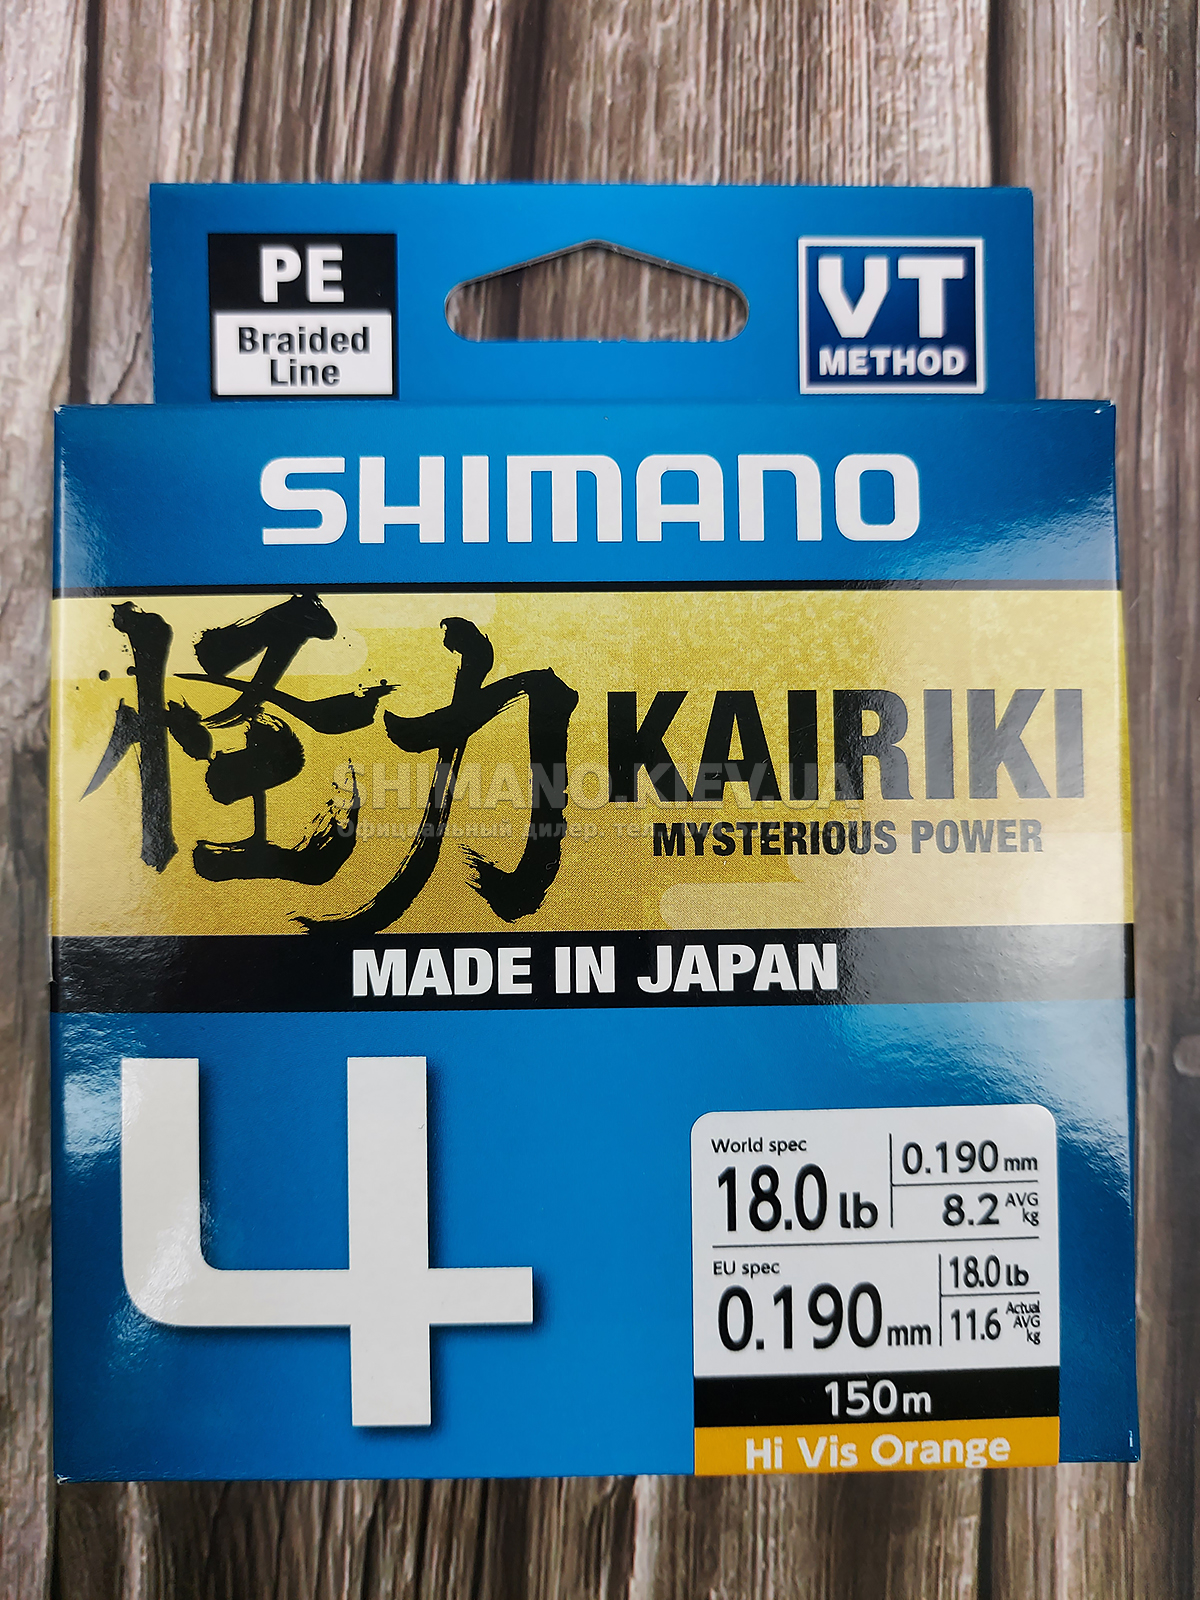 PE
Braided
Line
VT
METHOD
SHIMANO
怪力
KAIRIKI
MYSTERIOUS POWER
SHIMANO.KIEV.UA
Официальный дилер,
MADE IN JAPAN
4
World spec
18.0 lb
0.190 mm
8.2 AVG kg
EU spec
0.190 mm
18.0 lb
11.6 Actual AVG kg
150m
Hi Vis Orange